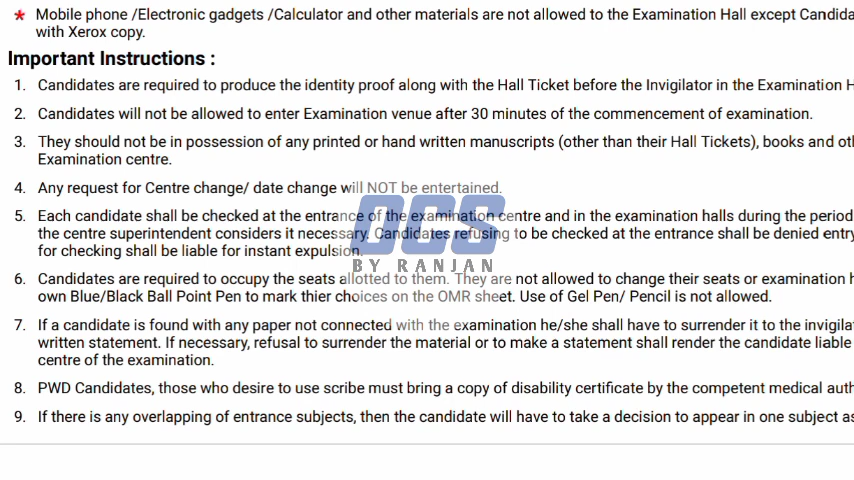 * Mobile phone /Electronic gadgets /Calculator and other materials are not allowed to the Examination Hall except Candida
with Xerox copy.
Important Instructions :
1. Candidates are required to produce the identity proof along with the Hall Ticket before the Invigilator in the Examination H
2. Candidates will not be allowed to enter Examination venue after 30 minutes of the commencement of examination.
3. They should not be in possession of any printed or hand written manuscripts (other than their Hall Tickets), books and oth
Examination centre.
4. Any request for Centre change/ date change will NOT be entertained.
5. Each candidate shall be checked at the entrance of the examination centre and in the examination halls during the period
the centre superintendent considers it necessary. Candidates refusing to be checked at the entrance shall be denied entry
for checking shall be liable for instant expulsion.
OCS
BY RANJAN
6. Candidates are required to occupy the seats allotted to them. They are not allowed to change their seats or examination h
own Blue/Black Ball Point Pen to mark thier choices on the OMR sheet. Use of Gel Pen/ Pencil is not allowed.
7. If a candidate is found with any paper not connected with the examination he/she shall have to surrender it to the invigila
written statement. If necessary, refusal to surrender the material or to make a statement shall render the candidate liable
centre of the examination.
8. PWD Candidates, those who desire to use scribe must bring a copy of disability certificate by the competent medical auth
9. If there is any overlapping of entrance subjects, then the candidate will have to take a decision to appear in one subject as